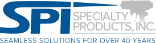 SPI SPECIALTY
PRODUCTS, INC.
SEAMLESS SOLUTIONS FOR OVER 40 YEARS